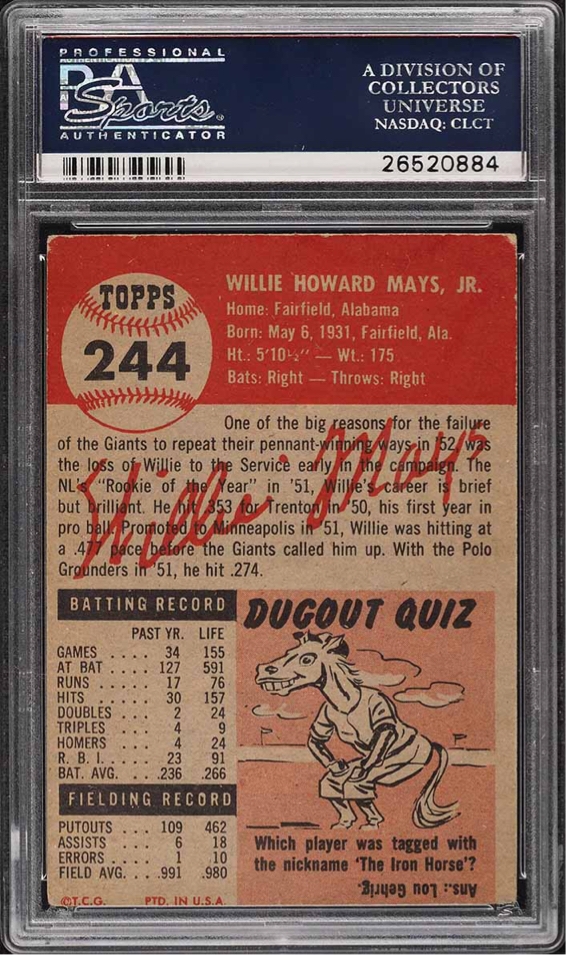 PROFESSIONAL
PSA
Sports
AUTHENTICATOR
A DIVISION OF
COLLECTORS
UNIVERSE
NASDAQ: CLCT
26520884
TOPPS
244
WILLIE HOWARD MAYS, JR.
Home: Fairfield, Alabama
Born: May 6, 1931, Fairfield, Ala.
Ht.: 5'10½" — Wt.: 175
Bats: Right — Throws: Right
One of the big reasons for the failure
of the Giants to repeat their pennant-winning ways in '52 was
the loss of Willie to the Service early in the campaign. The
NL's "Rookie of the Year" in '51, Willie's career is brief
but brilliant. He hit .353 for Trenton in '50, his first year in
pro ball. Promoted to Minneapolis in '51, Willie was hitting at
a .477 pace before the Giants called him up. With the Polo
Grounders in '51, he hit .274.
Willie Mays
BATTING RECORD
PAST YR. LIFE
GAMES .... 34 155
AT BAT .... 127 591
RUNS .... 17 76
HITS .... 30 157
DOUBLES ... 2 24
TRIPLES ... 4 9
HOMERS ... 4 24
R. B. I. .... 23 91
BAT. AVG. ... .236 .266
FIELDING RECORD
PUTOUTS ... 109 462
ASSISTS ... 6 18
ERRORS ... 1 10
FIELD AVG. ... .991 .980
©T.C.G. PTD. IN U.S.A.
DUGOUT QUIZ
Which player was tagged with
the nickname 'The Iron Horse'?
Ans.: Lou Gehrig.